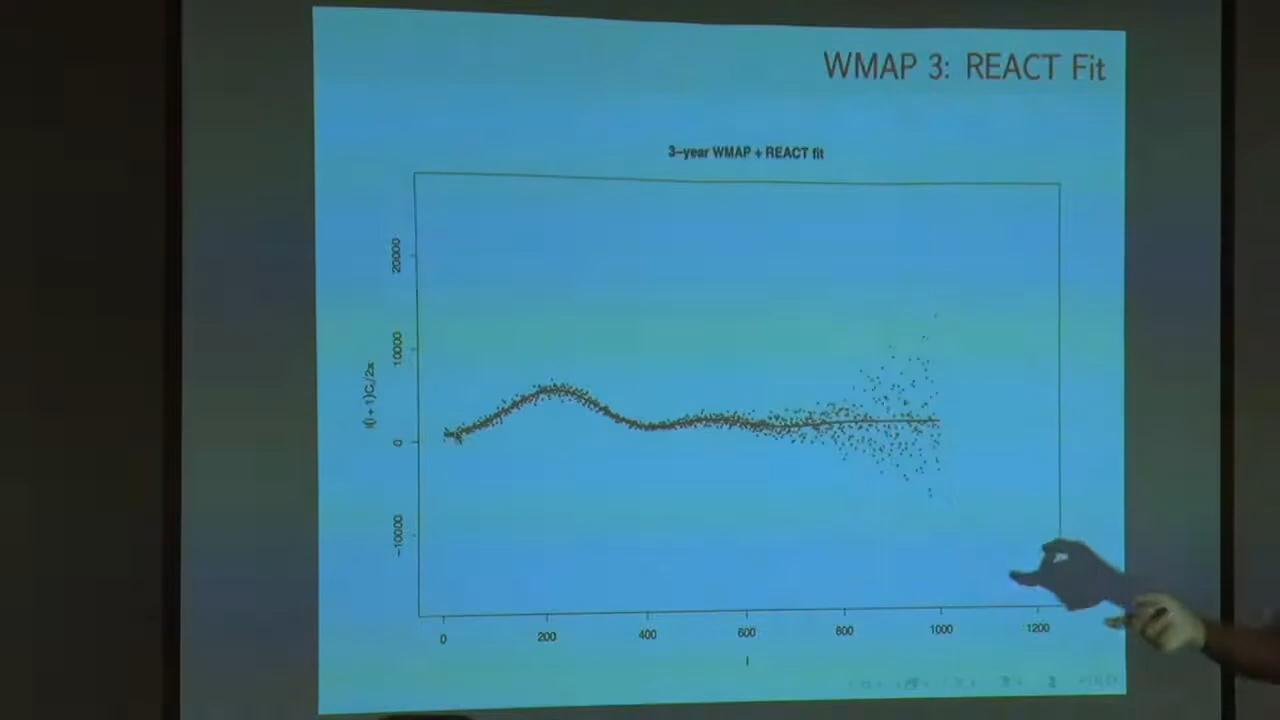 WMAP 3: REACT Fit
3-year WMAP + REACT fit
20000
10000
0
-10000
l(l + 1)Cl/2π
0 200 400 600 800 1000 1200
l